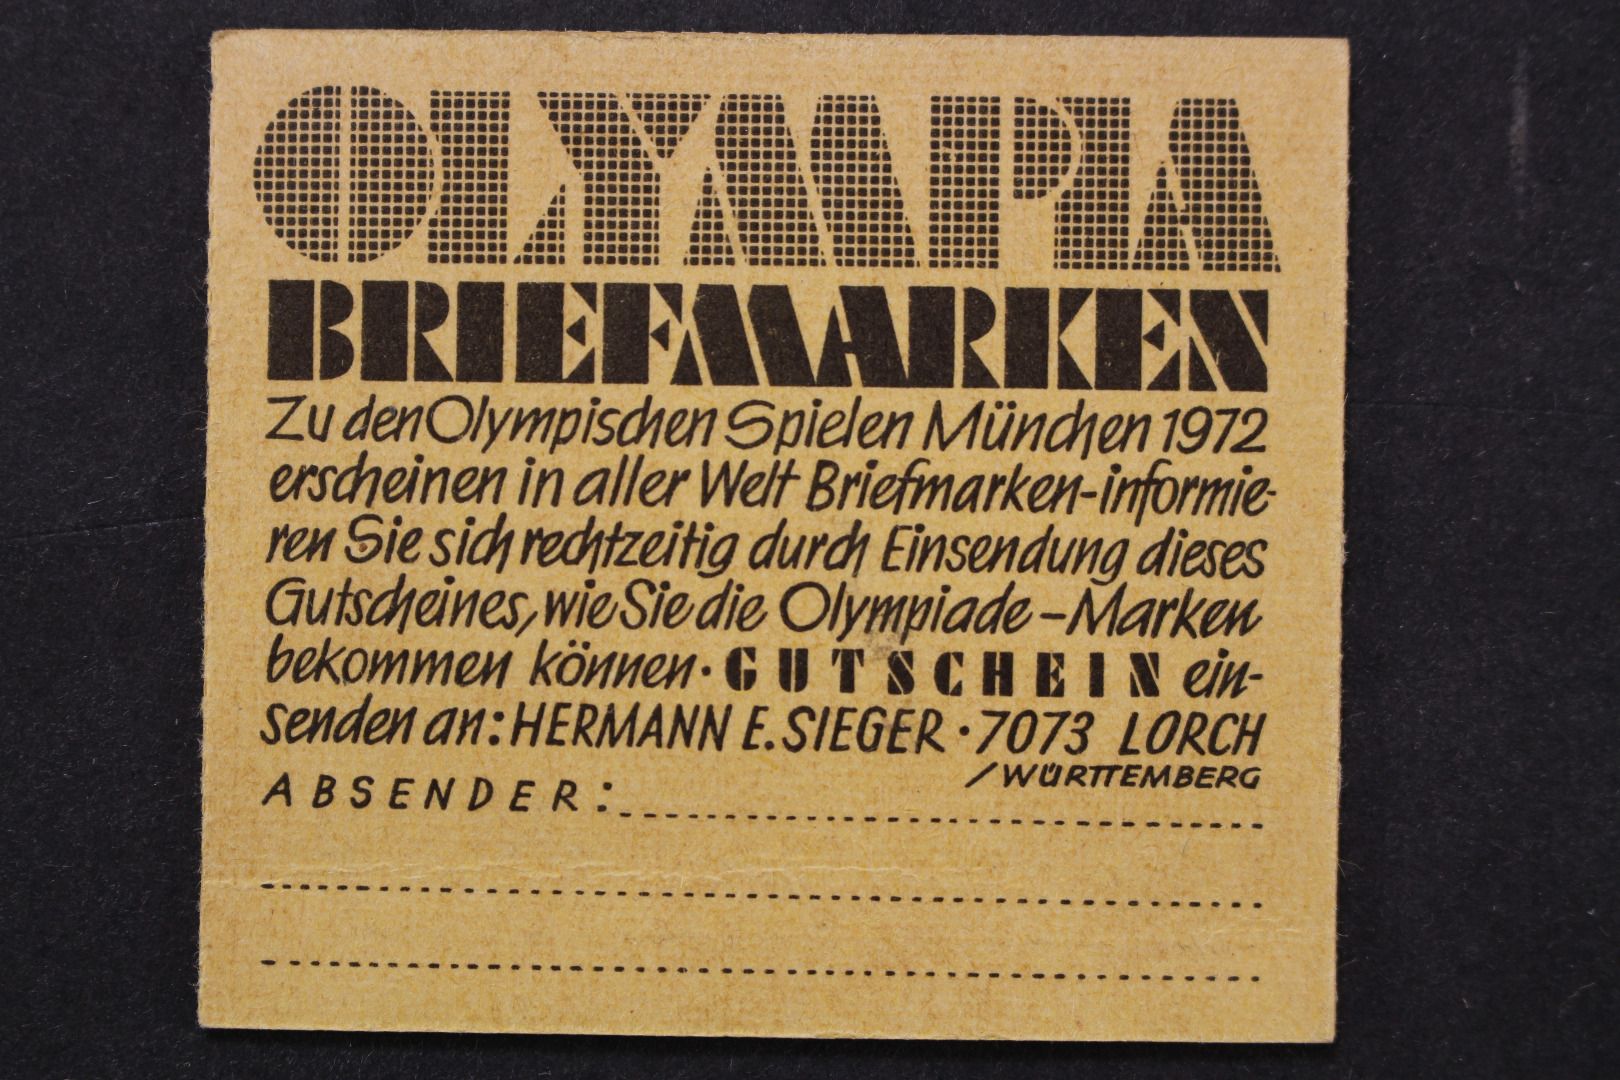 OLYMPIA
BRIEFMARKEN
Zu den Olympischen Spielen München 1972
erscheinen in aller Welt Briefmarken-informie-
ren Sie sich rechtzeitig durch Einsendung dieses
Gutscheines, wie Sie die Olympiade-Marken
bekommen können · GUTSCHEIN ein-
senden an: HERMANN E. SIEGER · 7073 LORCH
/WÜRTTEMBERG
ABSENDER: